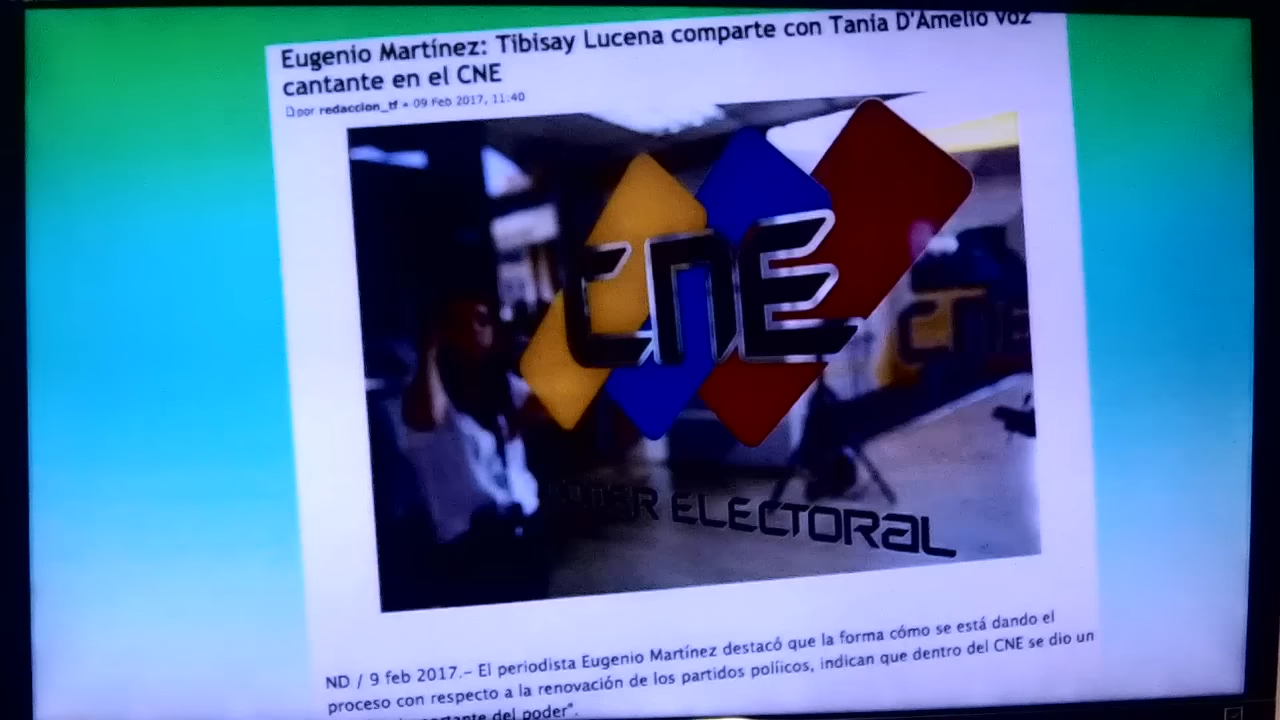 Eugenio Martínez: Tibisay Lucena comparte con Tania D'Amelio voz
cantante en el CNE
por redaccion_tf • 09 Feb 2017, 11:40
CNE
CNE
PODER ELECTORAL
ND / 9 feb 2017.- El periodista Eugenio Martínez destacó que la forma cómo se está dando el
proceso con respecto a la renovación de los partidos políicos, indican que dentro del CNE se dio un
del poder".